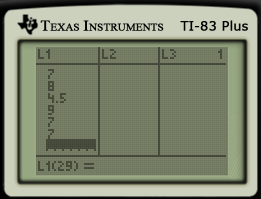 TEXAS INSTRUMENTS TI-83 Plus
L1 L2 L3 1
7
8
4.5
9
7
7
L1(29) =